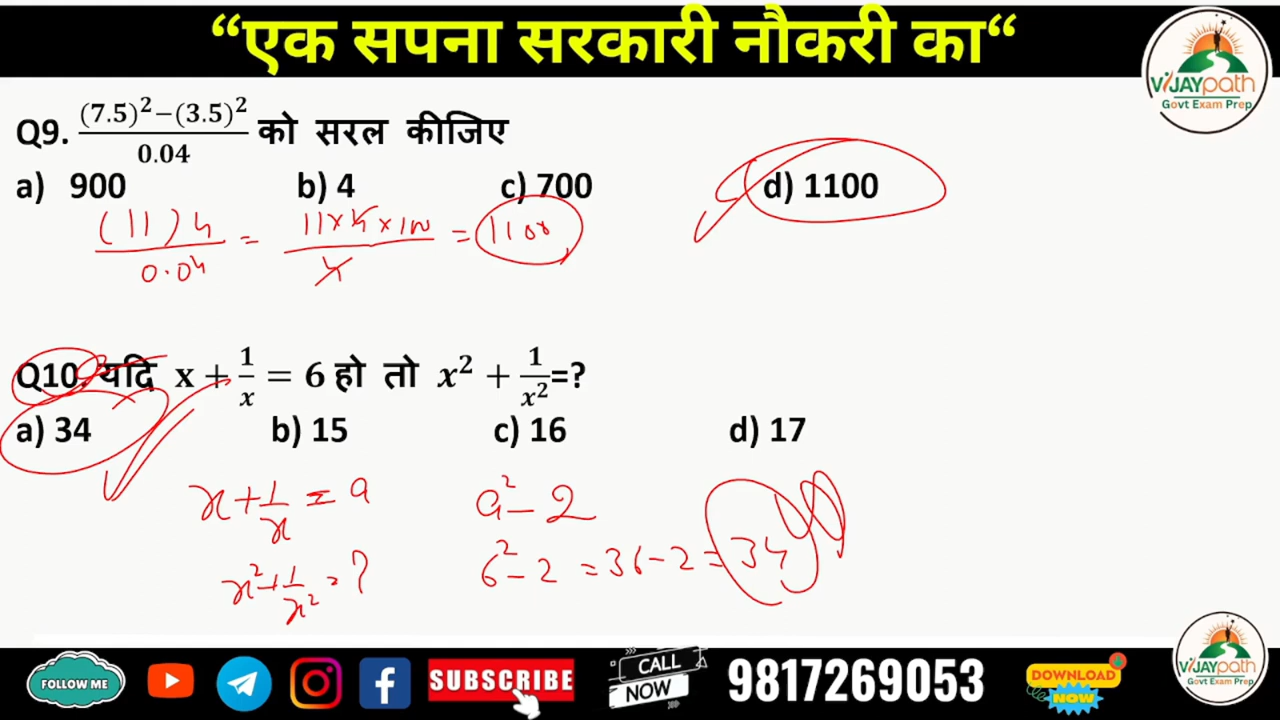 “एक सपना सरकारी नौकरी का“
VIJAYpath
Govt Exam Prep
Q9. (7.5)² − (3.5)² / 0.04 को सरल कीजिए
a) 900 b) 4 c) 700 d) 1100
(11) 4 / 0.04 = 11 × 4 × 100 / 4 = 1100
Q10. यदि x + 1/x = 6 हो तो x² + 1/x² =?
a) 34 b) 15 c) 16 d) 17
x + 1/x = a a² - 2
x² + 1/x² = ? 6² - 2 = 36 - 2 = 34
FOLLOW ME
SUBSCRIBE
CALL NOW
9817269053
DOWNLOAD NOW
VIJAYpath
Govt Exam Prep